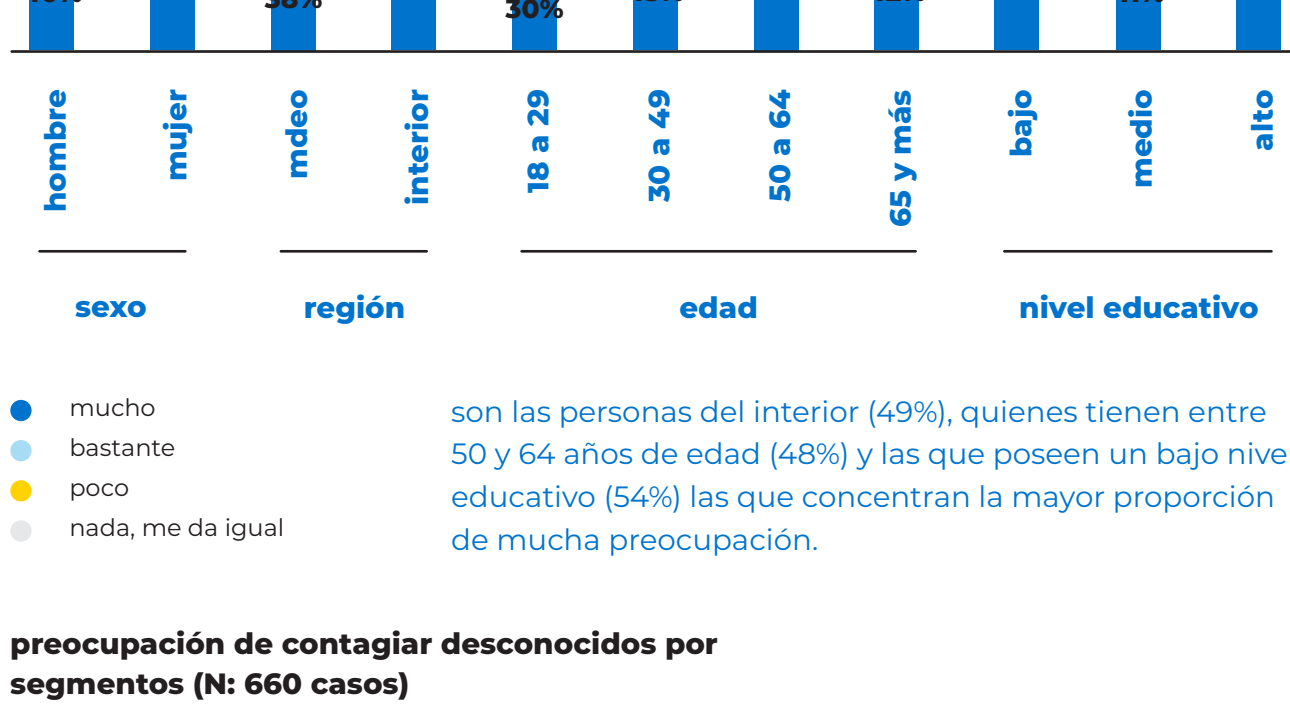 38%
30%
hombre
mujer
mdeo
interior
18 a 29
30 a 49
50 a 64
65 y más
bajo
medio
alto
sexo
región
edad
nivel educativo
mucho
bastante
poco
nada, me da igual
son las personas del interior (49%), quienes tienen entre
50 y 64 años de edad (48%) y las que poseen un bajo nive
educativo (54%) las que concentran la mayor proporción
de mucha preocupación.
preocupación de contagiar desconocidos por
segmentos (N: 660 casos)